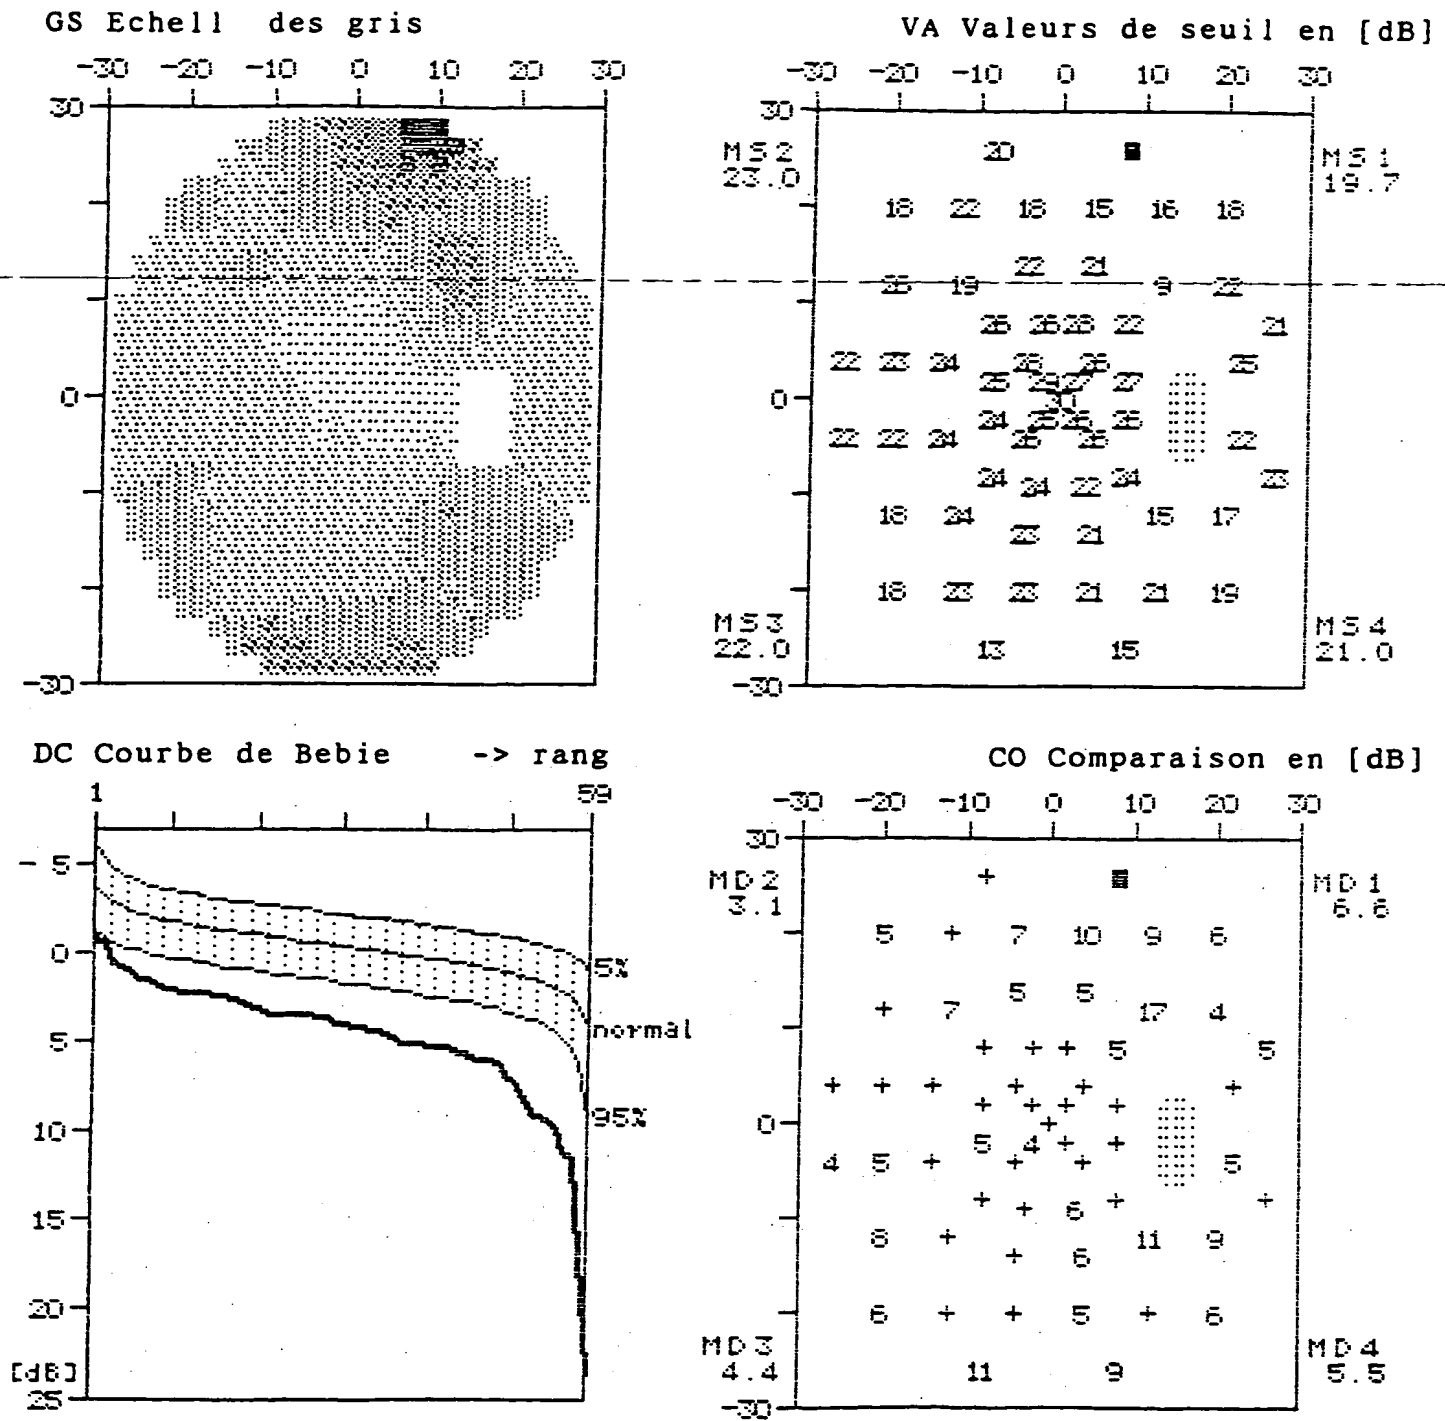 GS Echell des gris
-30 -20 -10 0 10 20 30
30
0
-30
VA Valeurs de seuil en [dB]
-30 -20 -10 0 10 20 30
30
MS2
23.0
20
MS1
19.7
18 22 18 15 16 18
22 21
19 9 22
26 26 28 22 21
22 23 24 28 26 25
25 29 27 27
0
30
24 25 26 26
22 22 24 26 26 22
24 24 22 24 23
18 24 15 17
23 21
18 23 23 21 21 19
MS3
22.0
13 15
MS4
21.0
-30
DC Courbe de Bebie -> rang
1 59
- 5
0
5%
normal
5
95%
10
15
20
[dB]
25
CO Comparaison en [dB]
-30 -20 -10 0 10 20 30
30
MD2
3.1
+
MD1
6.6
5 + 7 10 9 6
5 5
+ 7 17 4
+ + + 5 5
+ + + + + +
+ + + +
0
+
5 4 + +
4 5 + + + 5
+ + 6 + +
8 + 11 9
+ 6
6 + + 5 + 6
MD3
4.4
11 9
MD4
5.5
-30